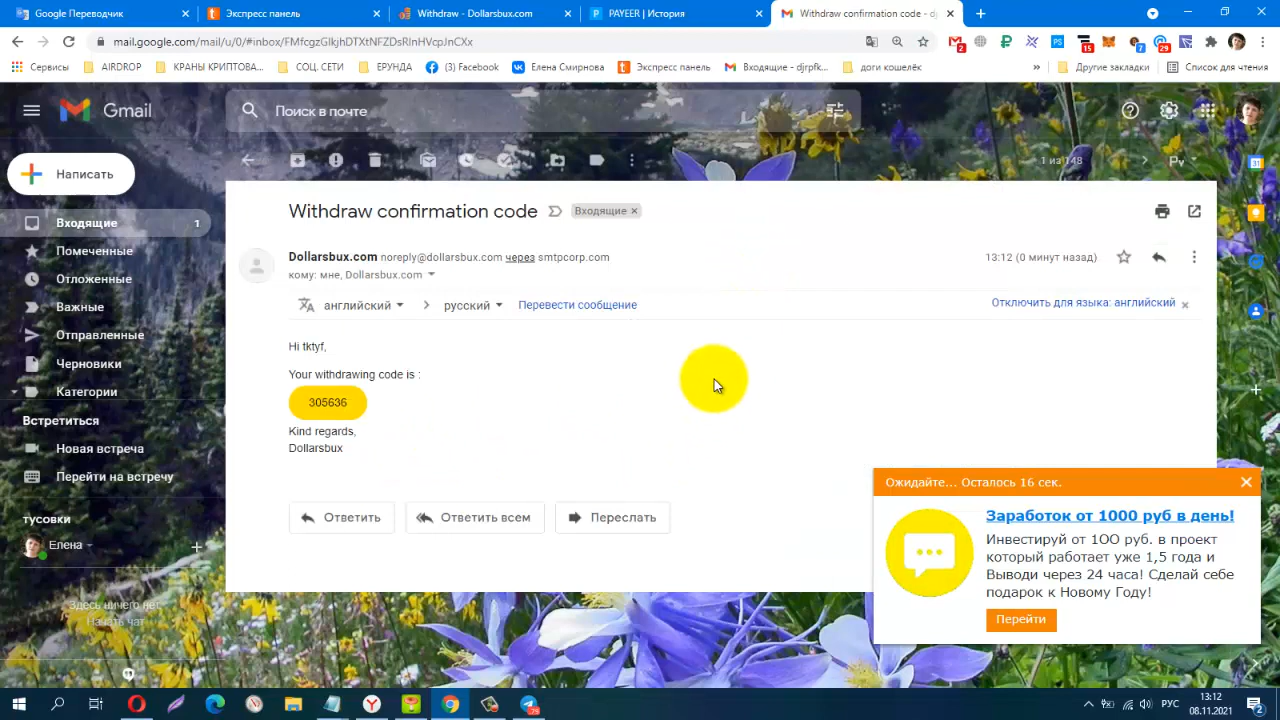 Google Переводчик
Экспресс панель
Withdraw - Dollarsbux.com
PAYEER | История
Withdraw confirmation code - dj
mail.google.com/mail/u/0/#inbox/FMfcgzGlkjhDTXtNFZDsRlnHVcpJnCXx
Сервисы
AIRDROP
КРАНЫ КРИПТОВА...
СОЦ. СЕТИ
ЕРУНДА
(3) Facebook
Елена Смирнова
Экспресс панель
Входящие - djrpfk...
доги кошелёк
Другие закладки
Список для чтения
Gmail
Поиск в почте
Написать
1 из 148
Входящие 1
Помеченные
Отложенные
Важные
Отправленные
Черновики
Категории
Встретиться
Новая встреча
Перейти на встречу
тусовки
Елена
Здесь ничего нет.
Начать чат
Withdraw confirmation code
Входящие
Dollarsbux.com noreply@dollarsbux.com через smtpcorp.com
13:12 (0 минут назад)
кому: мне, Dollarsbux.com
английский > русский Перевести сообщение
Отключить для языка: английский
Hi tktyf,
Your withdrawing code is :
305636
Kind regards,
Dollarsbux
Ответить
Ответить всем
Переслать
Ожидайте... Осталось 16 сек.
Заработок от 1000 руб в день!
Инвестируй от 1ОО руб. в проект
который работает уже 1,5 года и
Выводи через 24 часа! Сделай себе
подарок к Новому Году!
Перейти
РУС
13:12
08.11.2021